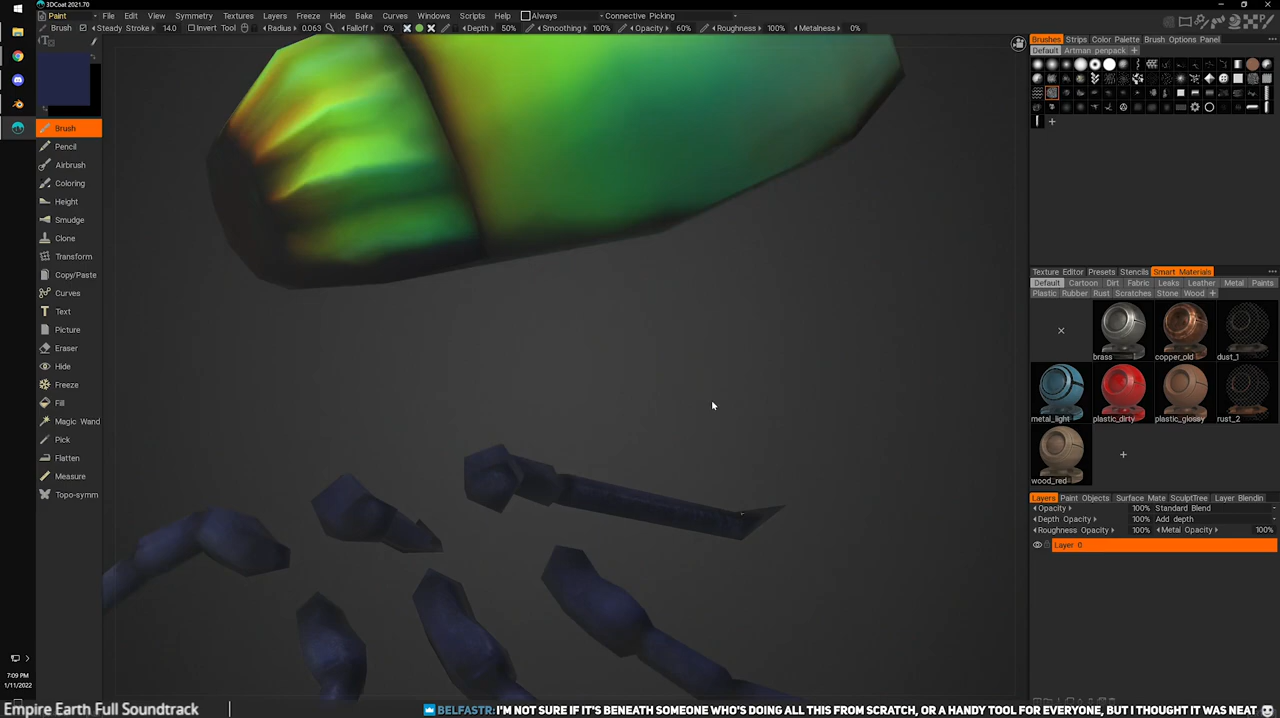 3DCoat 2021.70
Paint File Edit View Symmetry Textures Layers Freeze Hide Bake Curves Windows Scripts Help Always Connective Picking
Brush Steady Stroke 14.0 Invert Tool Radius 0.063 Falloff 0% Depth 50% Smoothing 100% Opacity 60% Roughness 100% Metalness 0%
Brush
Pencil
Airbrush
Coloring
Height
Smudge
Clone
Transform
Copy/Paste
Curves
Text
Picture
Eraser
Hide
Freeze
Fill
Magic Wand
Pick
Flatten
Measure
Topo-symm
Brushes Strips Color Palette Brush Options Panel
Default Artman penpack
Texture Editor Presets Stencils Smart Materials
Default Cartoon Dirt Fabric Leaks Leather Metal Paints
Plastic Rubber Rust Scratches Stone Wood
brass copper_old dust_1
metal_light plastic_dirty plastic_glossy rust_2
wood_red
Layers Paint Objects Surface Mate SculptTree Layer Blendin
Opacity 100% Standard Blend
Depth Opacity 100% Add depth
Roughness Opacity 100% Metal Opacity 100%
Layer 0
7:09 PM
1/11/2022
Empire Earth Full Soundtrack
BELFASTR: I'M NOT SURE IF IT'S BENEATH SOMEONE WHO'S DOING ALL THIS FROM SCRATCH, OR A HANDY TOOL FOR EVERYONE, BUT I THOUGHT IT WAS NEAT